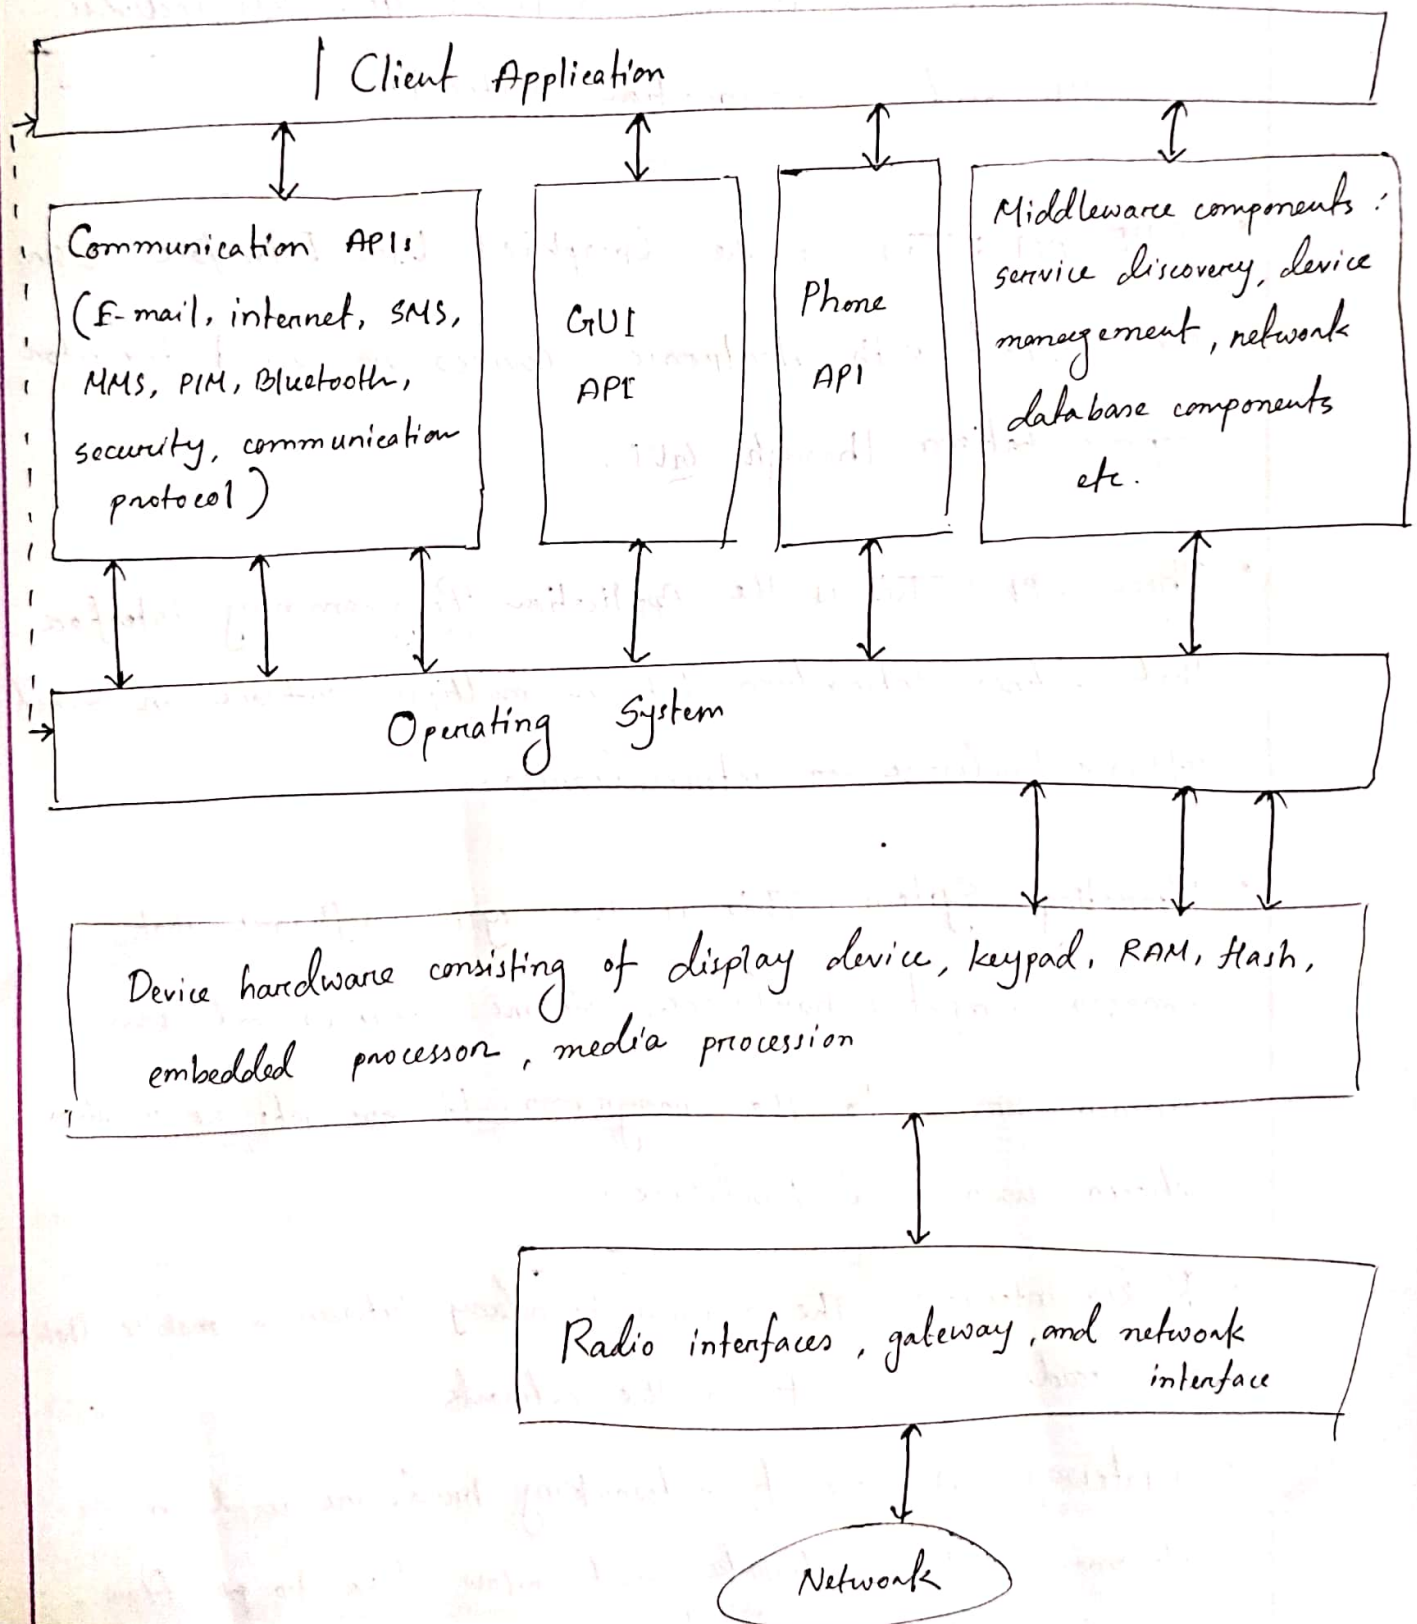 Client Application
Communication APIs
(E-mail, internet, SMS,
MMS, PIM, Bluetooth,
security, communication
protocol)
GUI
API
Phone
API
Middleware components :
service discovery, device
management, network
database components
etc.
Operating System
Device hardware consisting of display device, keypad, RAM, flash,
embedded processor, media procession
Radio interfaces, gateway, and network
interface
Network